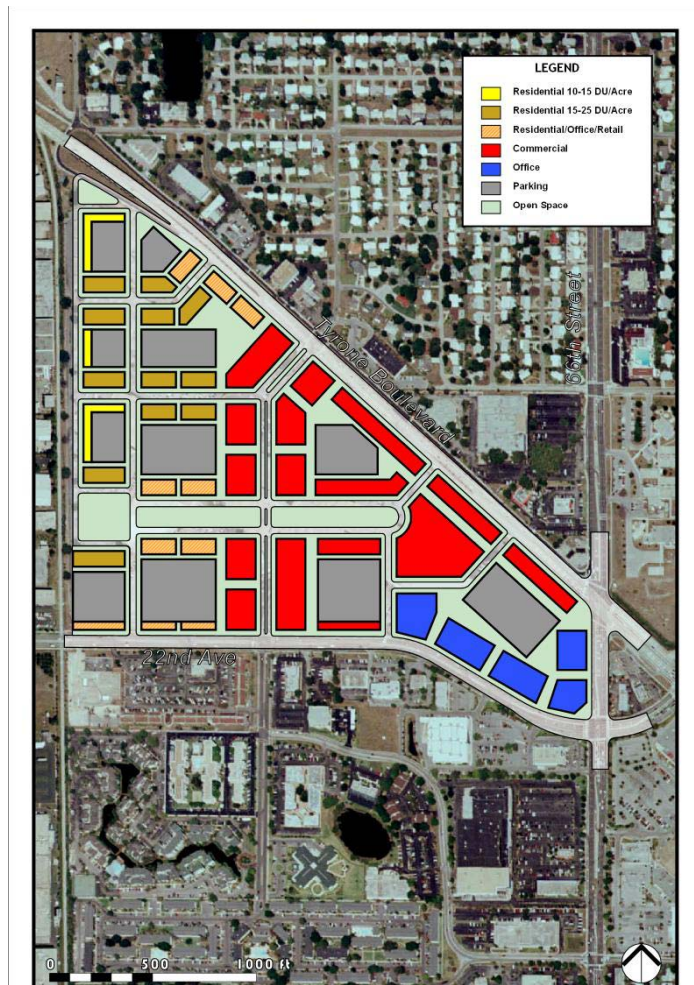 LEGEND
Residential 10-15 DU/Acre
Residential 15-25 DU/Acre
Residential/Office/Retail
Commercial
Office
Parking
Open Space
66th Street
Tyrone Boulevard
22nd Ave
0 500 1000 ft